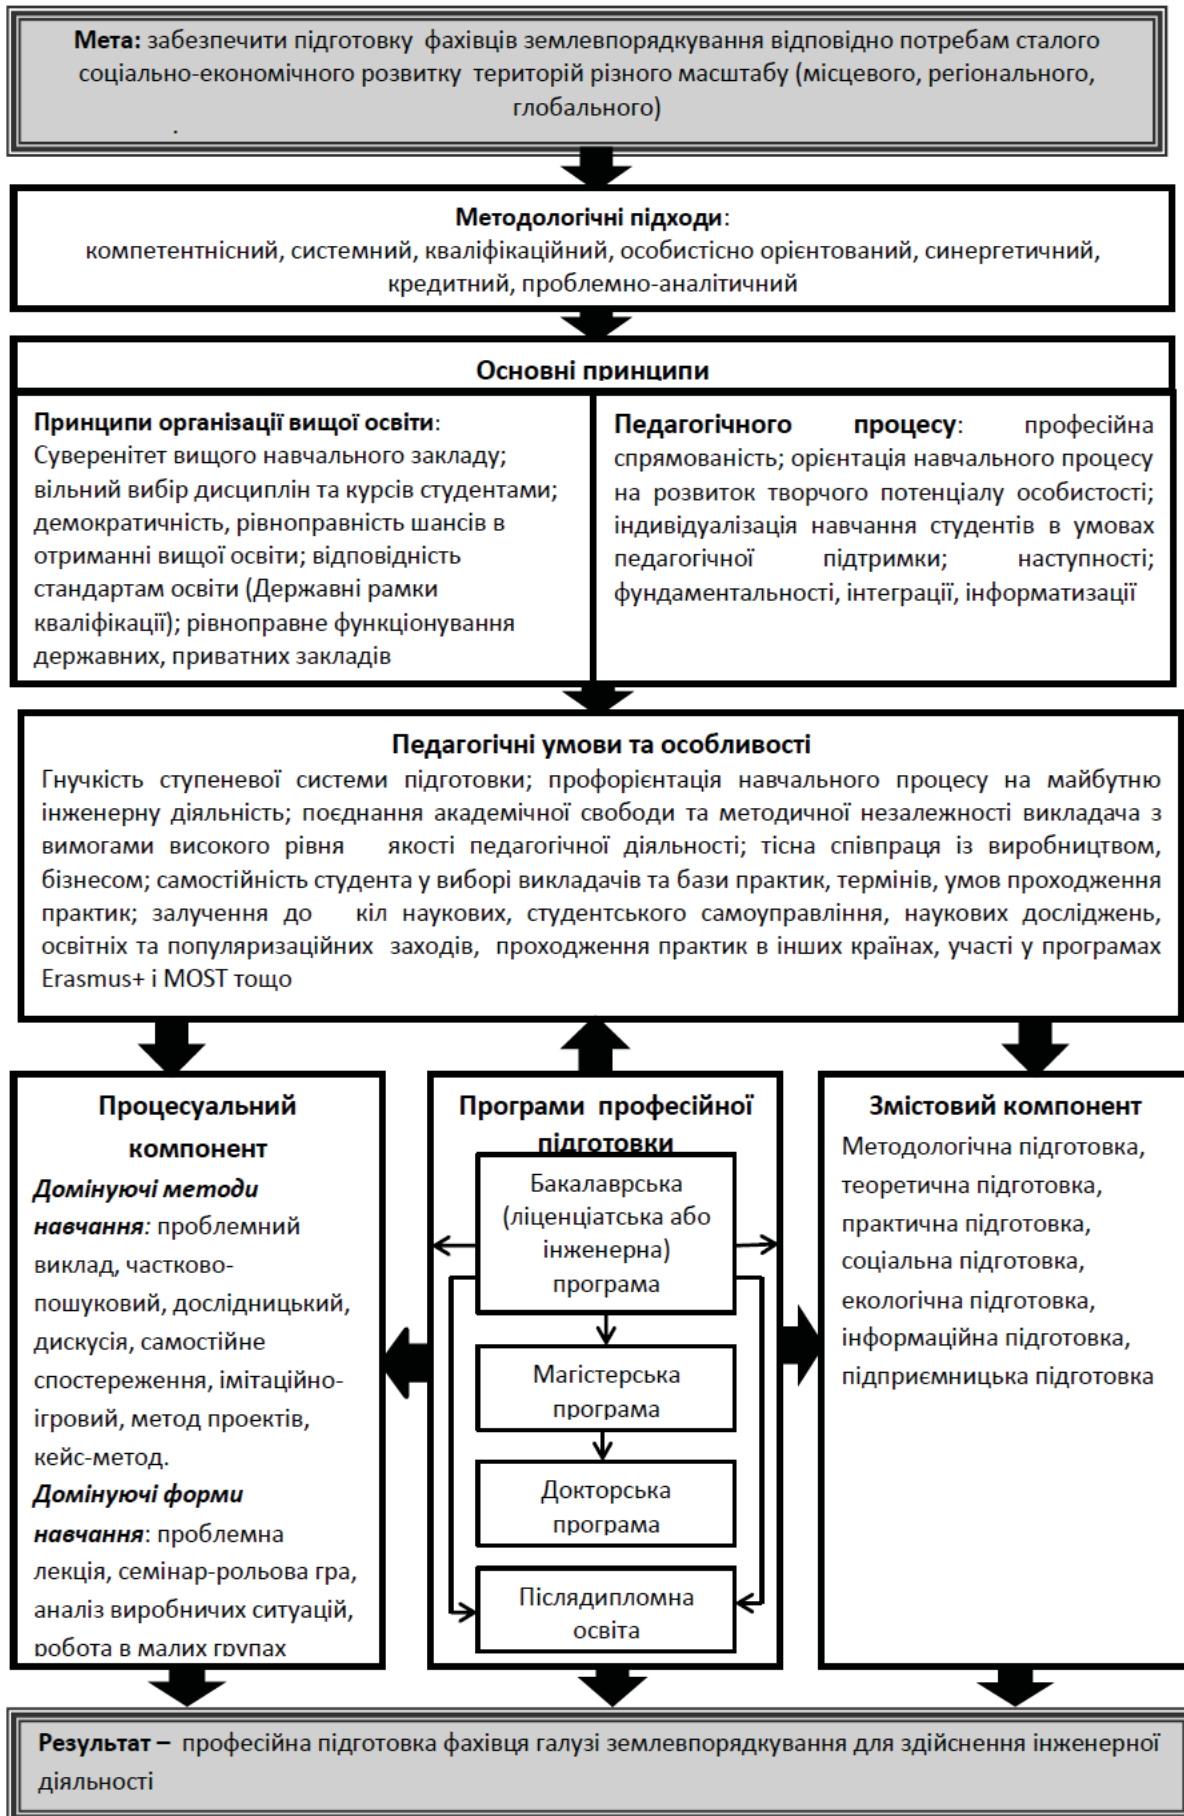 Мета: забезпечити підготовку фахівців землевпорядкування відповідно потребам сталого
соціально-економічного розвитку територій різного масштабу (місцевого, регіонального,
глобального)
.
Методологічні підходи:
компетентнісний, системний, кваліфікаційний, особистісно орієнтований, синергетичний,
кредитний, проблемно-аналітичний
Основні принципи
Принципи організації вищої освіти:
Суверенітет вищого навчального закладу;
вільний вибір дисциплін та курсів студентами;
демократичність, рівноправність шансів в
отриманні вищої освіти; відповідність
стандартам освіти (Державні рамки
кваліфікації); рівноправне функціонування
державних, приватних закладів
Педагогічного процесу: професійна
спрямованість; орієнтація навчального процесу
на розвиток творчого потенціалу особистості;
індивідуалізація навчання студентів в умовах
педагогічної підтримки; наступності;
фундаментальності, інтеграції, інформатизації
Педагогічні умови та особливості
Гнучкість ступеневої системи підготовки; профорієнтація навчального процесу на майбутню
інженерну діяльність; поєднання академічної свободи та методичної незалежності викладача з
вимогами високого рівня якості педагогічної діяльності; тісна співпраця із виробництвом,
бізнесом; самостійність студента у виборі викладачів та бази практик, термінів, умов проходження
практик; залучення до кіл наукових, студентського самоуправління, наукових досліджень,
освітніх та популяризаційних заходів, проходження практик в інших країнах, участі у програмах
Erasmus+ і MOST тощо
Процесуальний
компонент
Домінуючі методи
навчання: проблемний
виклад, частково-
пошуковий, дослідницький,
дискусія, самостійне
спостереження, імітаційно-
ігровий, метод проектів,
кейс-метод.
Домінуючі форми
навчання: проблемна
лекція, семінар-рольова гра,
аналіз виробничих ситуацій,
робота в малих групах
Програми професійної
підготовки
Бакалаврська
(ліценціатська або
інженерна)
програма
Магістерська
програма
Докторська
програма
Післядипломна
освіта
Змістовий компонент
Методологічна підготовка,
теоретична підготовка,
практична підготовка,
соціальна підготовка,
екологічна підготовка,
інформаційна підготовка,
підприємницька підготовка
Результат – професійна підготовка фахівця галузі землевпорядкування для здійснення інженерної
діяльності